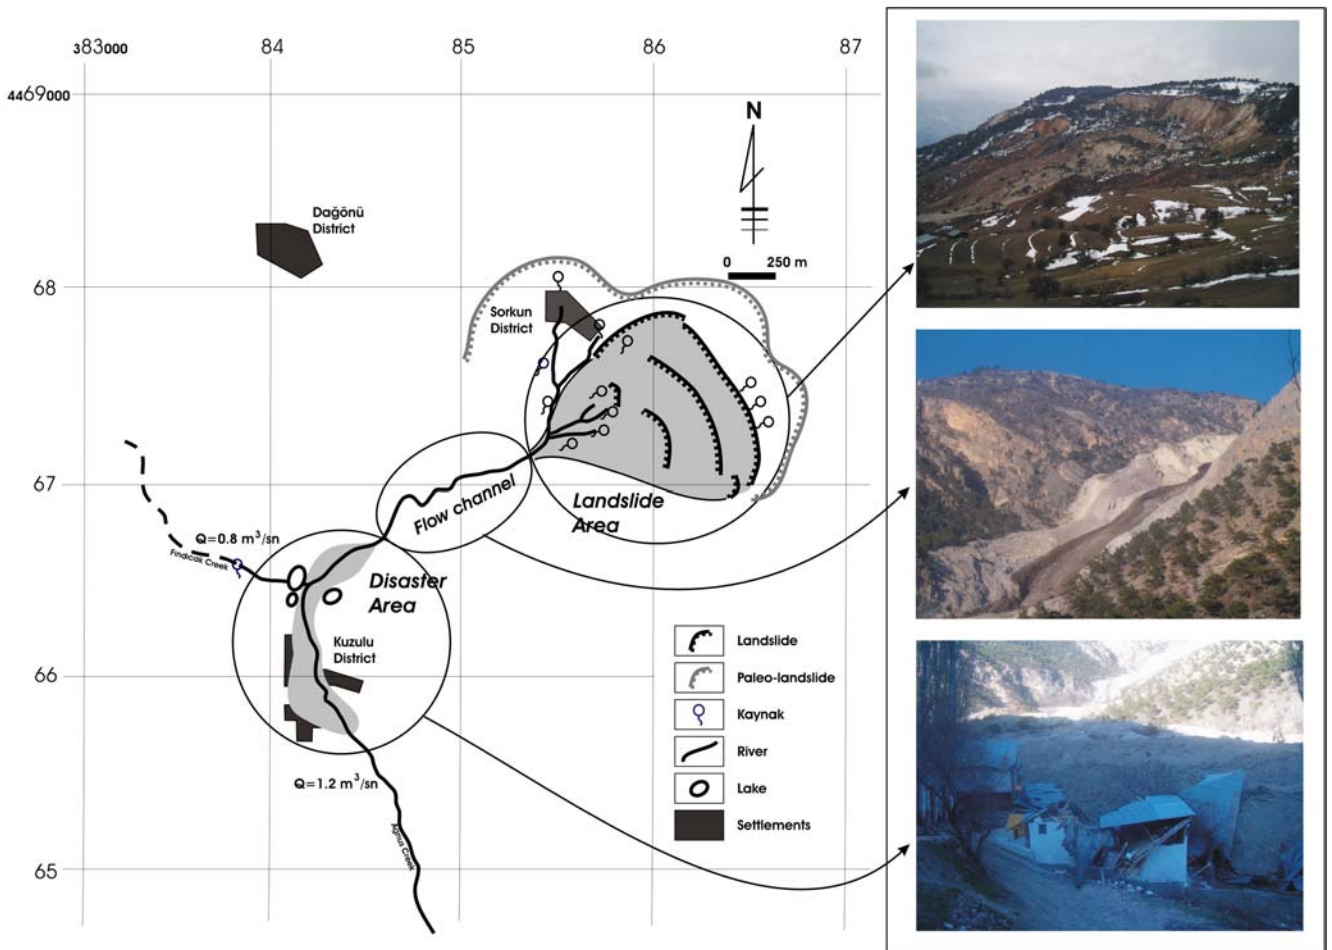 383000
84
85
86
87
4469000
N
Dağönü
District
0 250 m
68
Sorkun
District
67
Flow channel
Landslide
Area
Q=0.8 m³/sn
Fındıcak Creek
Disaster
Area
Kuzulu
District
66
Q=1.2 m³/sn
Agnus Creek
65
Landslide
Paleo-landslide
Kaynak
River
Lake
Settlements